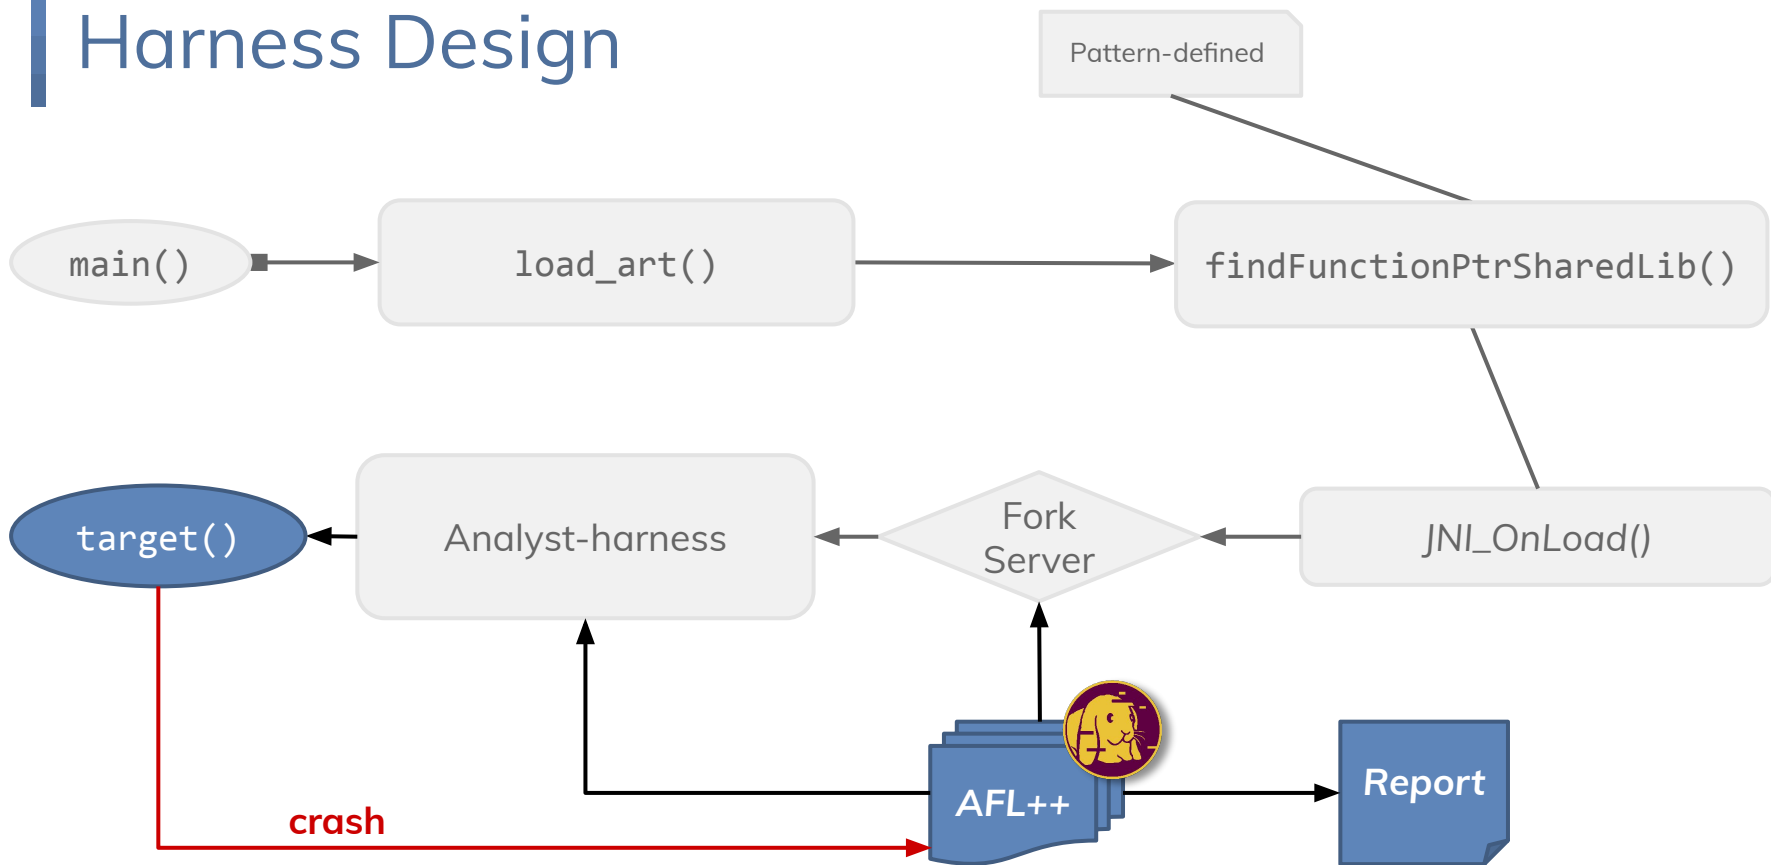 Harness Design
Pattern-defined
main()
load_art()
findFunctionPtrSharedLib()
target()
Analyst-harness
Fork
Server
JNI_OnLoad()
AFL++
Report
crash